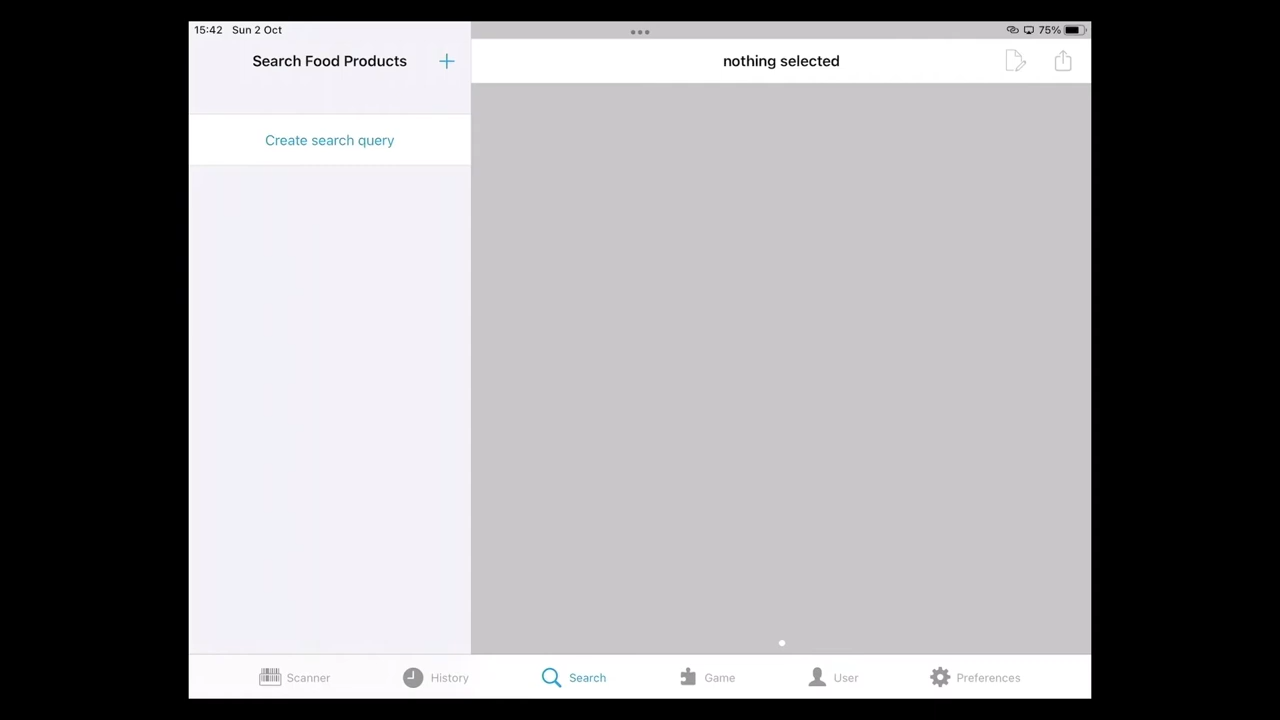 15:42 Sun 2 Oct
75%
Search Food Products
nothing selected
Create search query
Scanner
History
Search
Game
User
Preferences